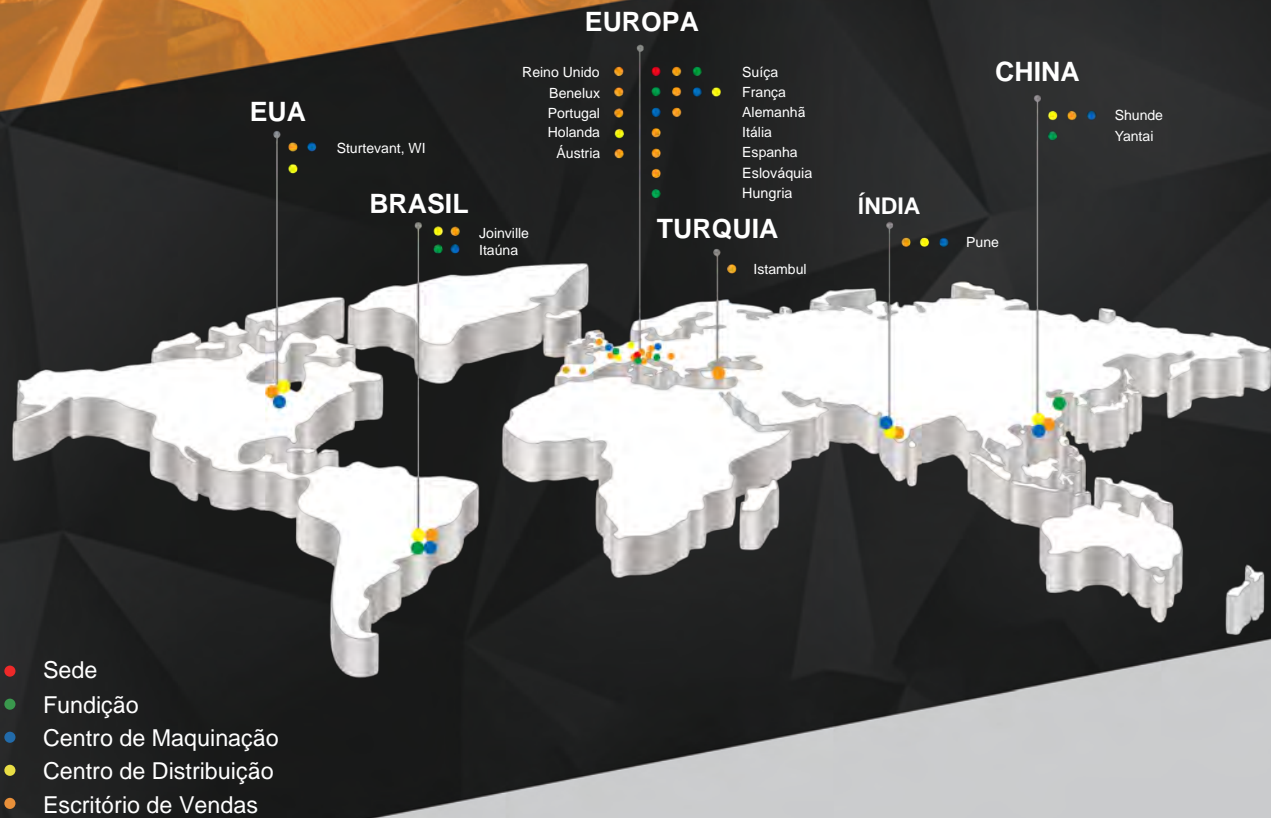 EUROPA
Reino Unido
Benelux
Portugal
Holanda
Áustria
Suíça
França
Alemanhã
Itália
Espanha
Eslováquia
Hungria
CHINA
Shunde
Yantai
EUA
Sturtevant, WI
BRASIL
Joinville
Itaúna
TURQUIA
Istambul
ÍNDIA
Pune
Sede
Fundição
Centro de Maquinação
Centro de Distribuição
Escritório de Vendas